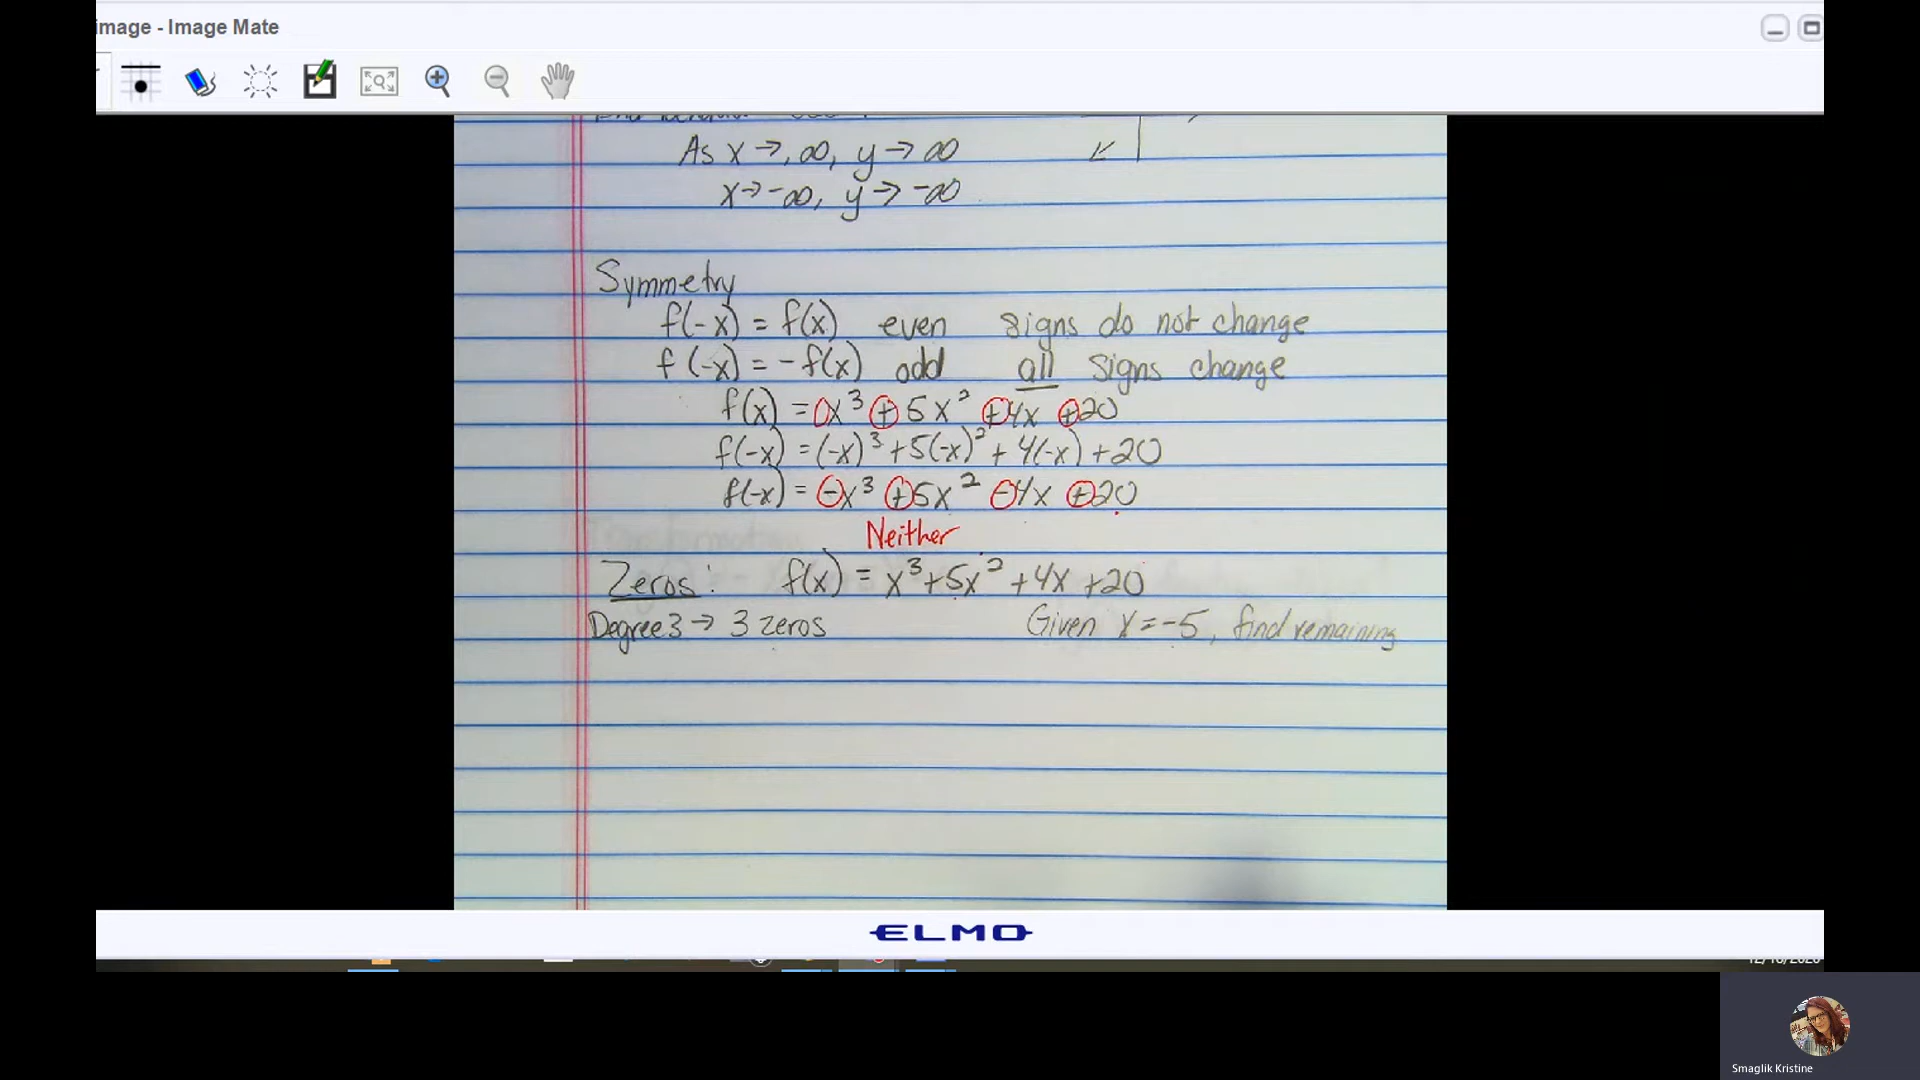 image - Image Mate
As x → ∞, y → ∞
x → -∞, y → -∞
Symmetry
f(-x) = f(x) even signs do not change
f(-x) = -f(x) odd all signs change
f(x) = x³ + 5x² + 4x + 20
f(-x) = (-x)³ + 5(-x)² + 4(-x) + 20
f(-x) = -x³ + 5x² - 4x + 20
Neither
Zeros: f(x) = x³ + 5x² + 4x + 20
Degree 3 → 3 zeros Given x = -5, find remaining
ELMO
Smaglik Kristine